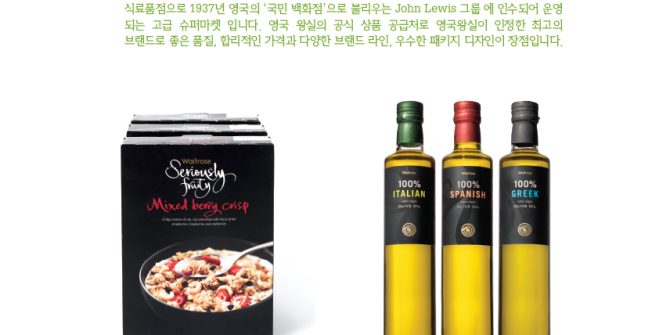 식료품점으로 1937년 영국의 ‘국민 백화점’으로 불리우는 John Lewis 그룹 에 인수되어 운영
되는 고급 슈퍼마켓 입니다. 영국 왕실의 공식 상품 공급처로 영국왕실이 인정한 최고의
브랜드로 좋은 품질, 합리적인 가격과 다양한 브랜드 라인, 우수한 패키지 디자인이 장점입니다.
Waitrose
Seriously
fruity
Mixed berry crisp
Waitrose
100%
ITALIAN
OLIVE OIL
Waitrose
100%
SPANISH
OLIVE OIL
Waitrose
100%
GREEK
OLIVE OIL